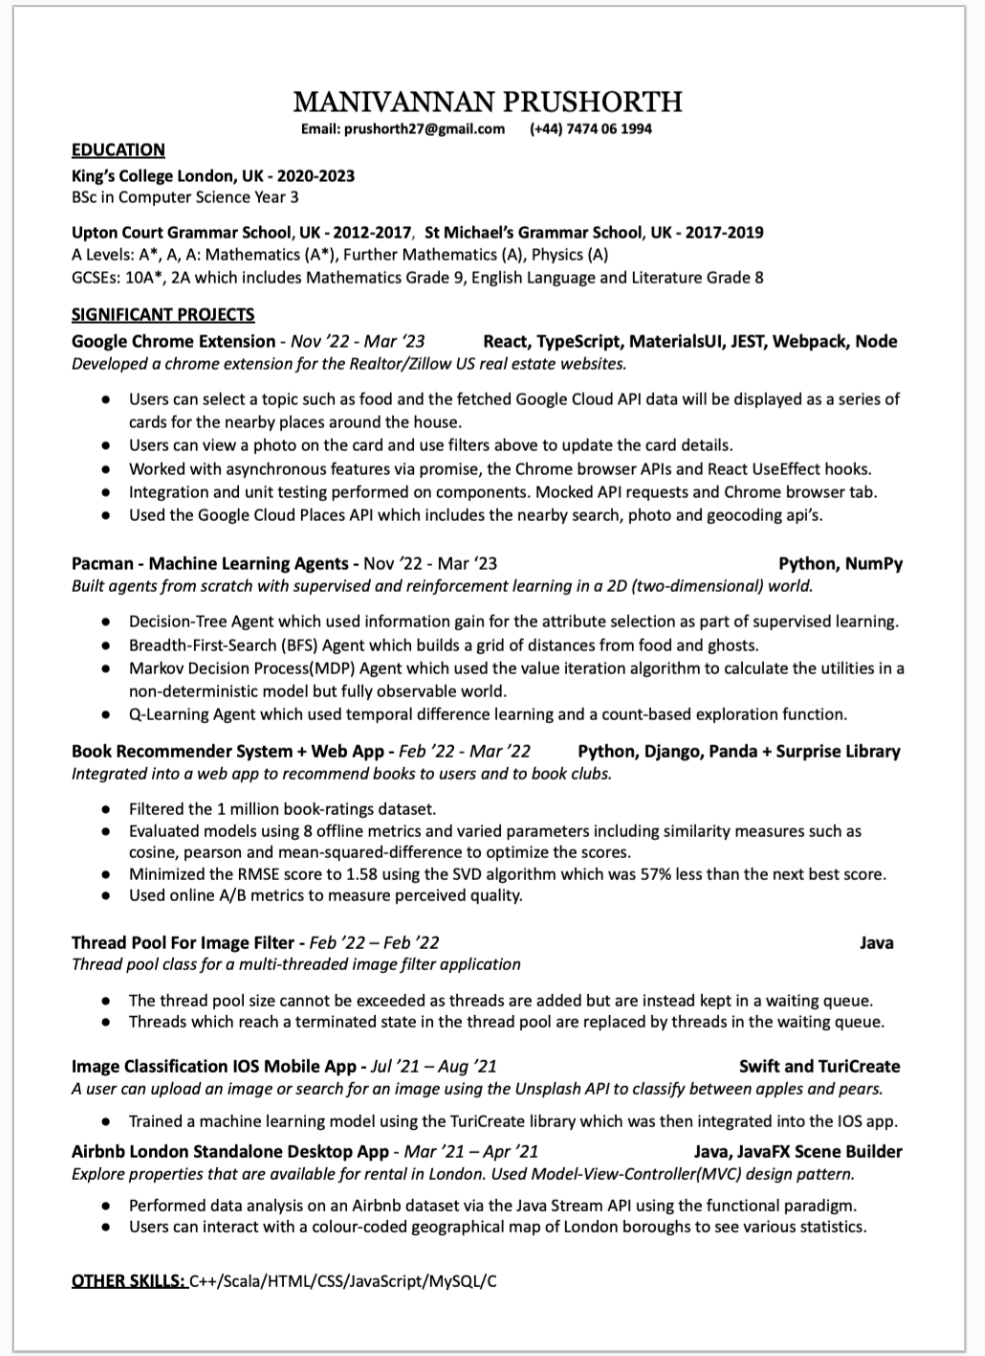 MANIVANNAN PRUSHORTH
Email: prushorth27@gmail.com (+44) 7474 06 1994
EDUCATION
King's College London, UK - 2020-2023
BSc in Computer Science Year 3
Upton Court Grammar School, UK - 2012-2017, St Michael's Grammar School, UK - 2017-2019
A Levels: A*, A, A: Mathematics (A*), Further Mathematics (A), Physics (A)
GCSEs: 10A*, 2A which includes Mathematics Grade 9, English Language and Literature Grade 8
SIGNIFICANT PROJECTS
Google Chrome Extension - Nov '22 - Mar '23 React, TypeScript, MaterialsUI, JEST, Webpack, Node
Developed a chrome extension for the Realtor/Zillow US real estate websites.
● Users can select a topic such as food and the fetched Google Cloud API data will be displayed as a series of
cards for the nearby places around the house.
● Users can view a photo on the card and use filters above to update the card details.
● Worked with asynchronous features via promise, the Chrome browser APIs and React UseEffect hooks.
● Integration and unit testing performed on components. Mocked API requests and Chrome browser tab.
● Used the Google Cloud Places API which includes the nearby search, photo and geocoding api's.
Pacman - Machine Learning Agents - Nov '22 - Mar '23 Python, NumPy
Built agents from scratch with supervised and reinforcement learning in a 2D (two-dimensional) world.
● Decision-Tree Agent which used information gain for the attribute selection as part of supervised learning.
● Breadth-First-Search (BFS) Agent which builds a grid of distances from food and ghosts.
● Markov Decision Process(MDP) Agent which used the value iteration algorithm to calculate the utilities in a
non-deterministic model but fully observable world.
● Q-Learning Agent which used temporal difference learning and a count-based exploration function.
Book Recommender System + Web App - Feb '22 - Mar '22 Python, Django, Panda + Surprise Library
Integrated into a web app to recommend books to users and to book clubs.
● Filtered the 1 million book-ratings dataset.
● Evaluated models using 8 offline metrics and varied parameters including similarity measures such as
cosine, pearson and mean-squared-difference to optimize the scores.
● Minimized the RMSE score to 1.58 using the SVD algorithm which was 57% less than the next best score.
● Used online A/B metrics to measure perceived quality.
Thread Pool For Image Filter - Feb '22 – Feb '22 Java
Thread pool class for a multi-threaded image filter application
● The thread pool size cannot be exceeded as threads are added but are instead kept in a waiting queue.
● Threads which reach a terminated state in the thread pool are replaced by threads in the waiting queue.
Image Classification IOS Mobile App - Jul '21 – Aug '21 Swift and TuriCreate
A user can upload an image or search for an image using the Unsplash API to classify between apples and pears.
● Trained a machine learning model using the TuriCreate library which was then integrated into the IOS app.
Airbnb London Standalone Desktop App - Mar '21 – Apr '21 Java, JavaFX Scene Builder
Explore properties that are available for rental in London. Used Model-View-Controller(MVC) design pattern.
● Performed data analysis on an Airbnb dataset via the Java Stream API using the functional paradigm.
● Users can interact with a colour-coded geographical map of London boroughs to see various statistics.
OTHER SKILLS: C++/Scala/HTML/CSS/JavaScript/MySQL/C